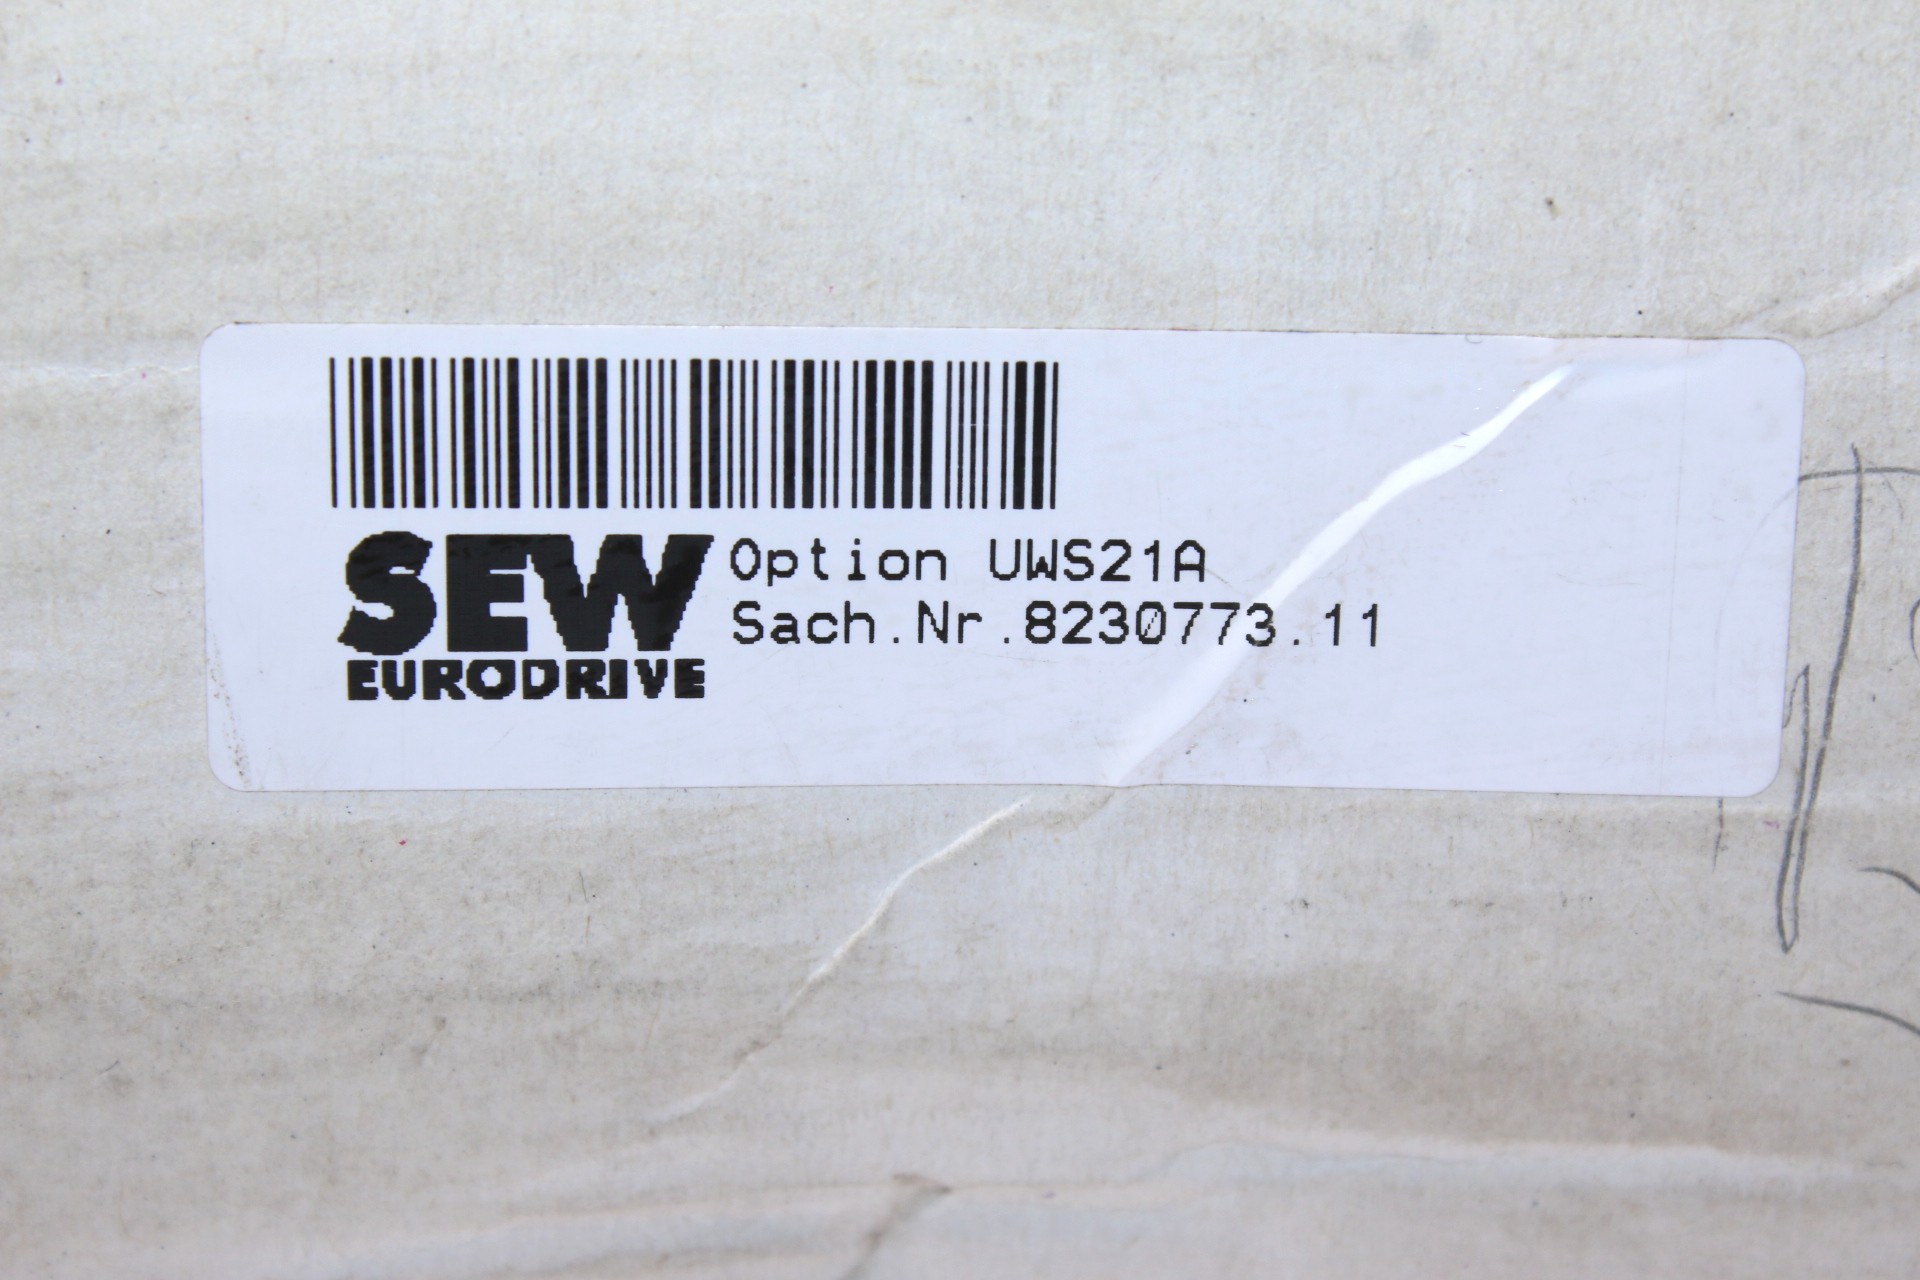 SEW
EURODRIVE
Option UWS21A
Sach.Nr.8230773.11